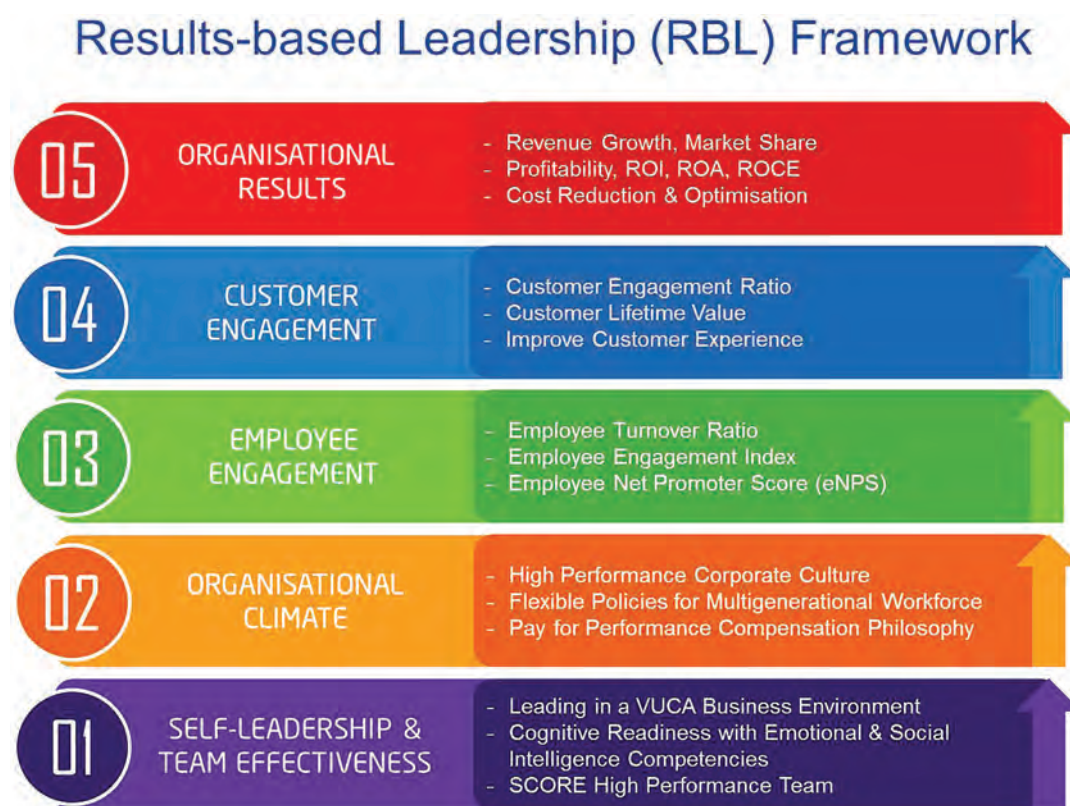 Results-based Leadership (RBL) Framework
05
ORGANISATIONAL
RESULTS
- Revenue Growth, Market Share
- Profitability, ROI, ROA, ROCE
- Cost Reduction & Optimisation
04
CUSTOMER
ENGAGEMENT
- Customer Engagement Ratio
- Customer Lifetime Value
- Improve Customer Experience
03
EMPLOYEE
ENGAGEMENT
- Employee Turnover Ratio
- Employee Engagement Index
- Employee Net Promoter Score (eNPS)
02
ORGANISATIONAL
CLIMATE
- High Performance Corporate Culture
- Flexible Policies for Multigenerational Workforce
- Pay for Performance Compensation Philosophy
01
SELF-LEADERSHIP &
TEAM EFFECTIVENESS
- Leading in a VUCA Business Environment
- Cognitive Readiness with Emotional & Social
Intelligence Competencies
- SCORE High Performance Team